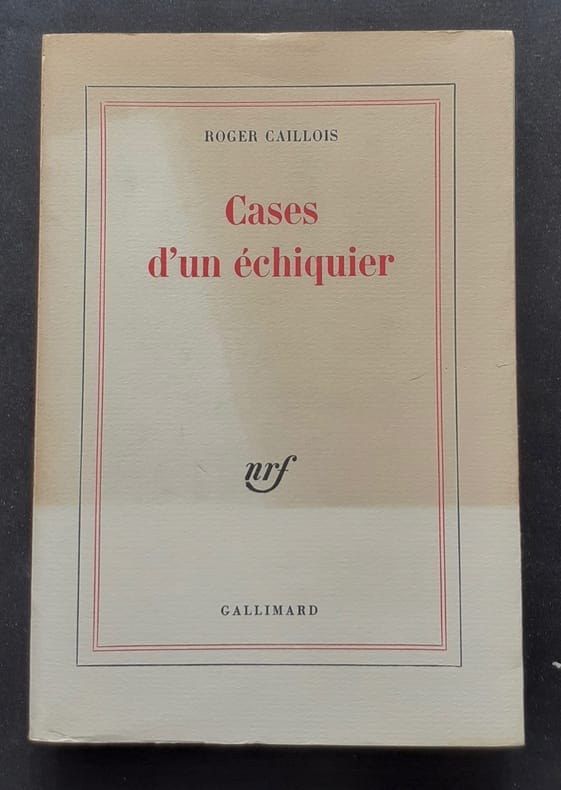 ROGER CAILLOIS
Cases
d'un échiquier
nrf
GALLIMARD